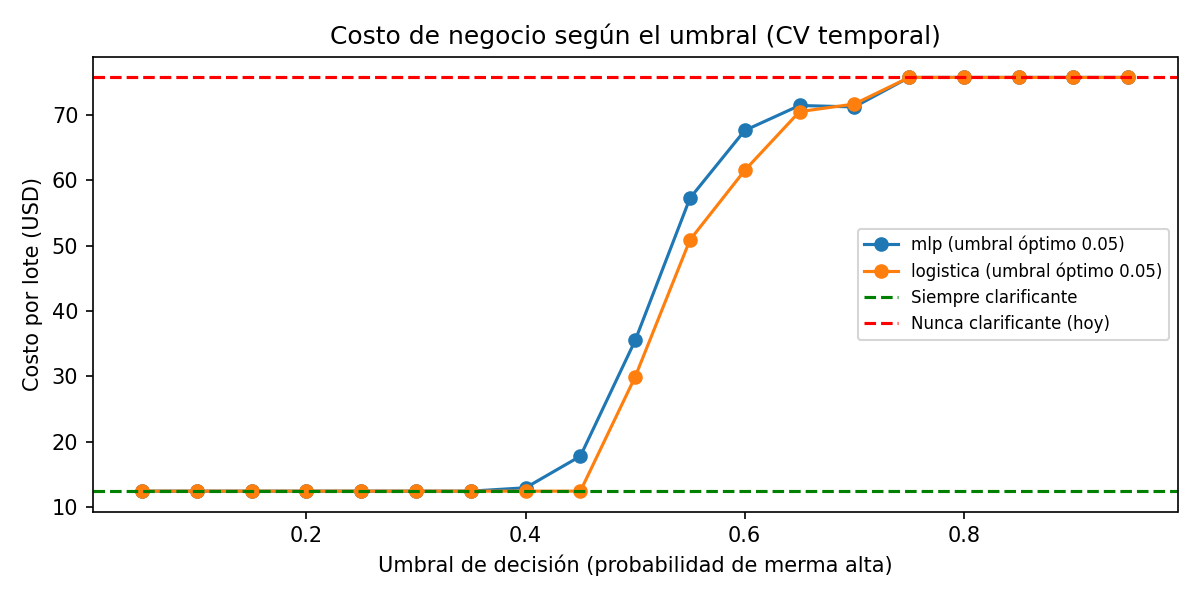 Costo de negocio según el umbral (CV temporal)
Costo por lote (USD)
70
60
50
40
30
20
10
mlp (umbral óptimo 0.05)
logistica (umbral óptimo 0.05)
Siempre clarificante
Nunca clarificante (hoy)
0.2
0.4
0.6
0.8
Umbral de decisión (probabilidad de merma alta)